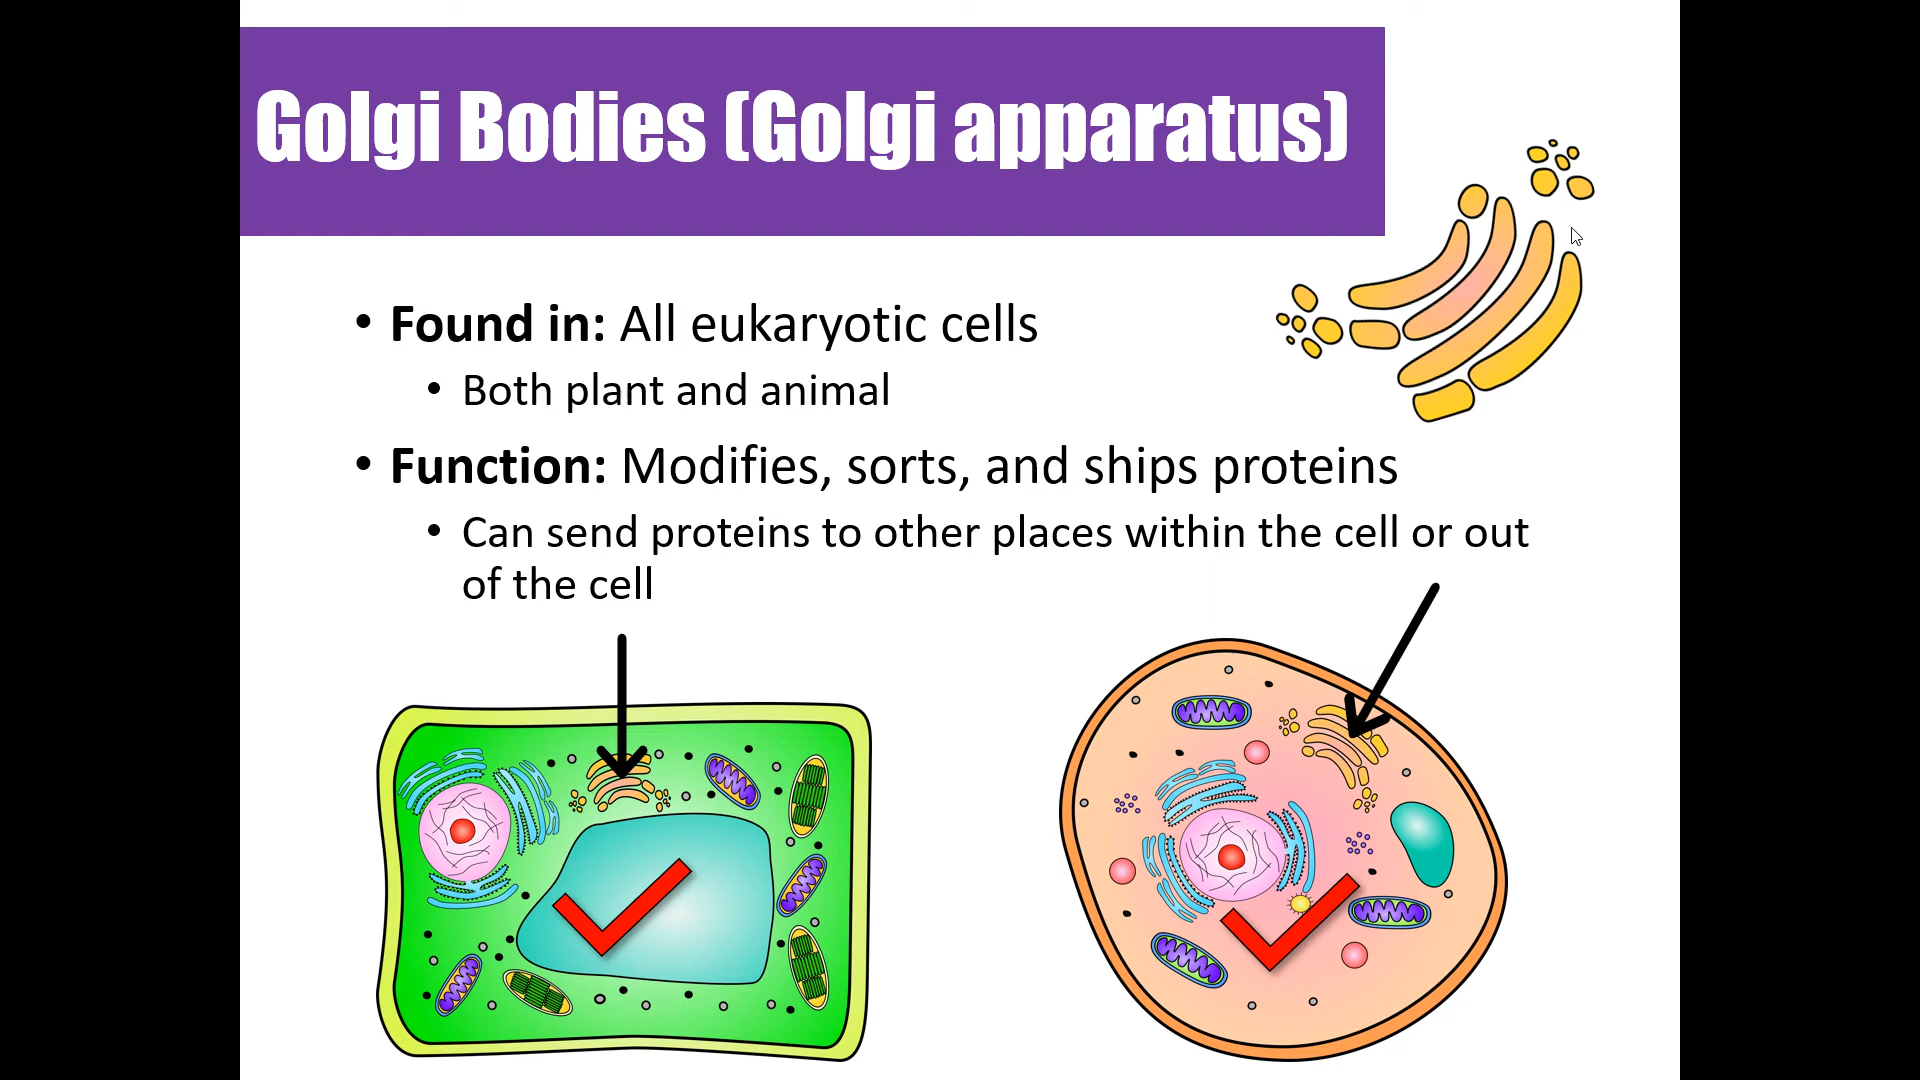 Golgi Bodies (Golgi apparatus)
• Found in: All eukaryotic cells
• Both plant and animal
• Function: Modifies, sorts, and ships proteins
• Can send proteins to other places within the cell or out
of the cell